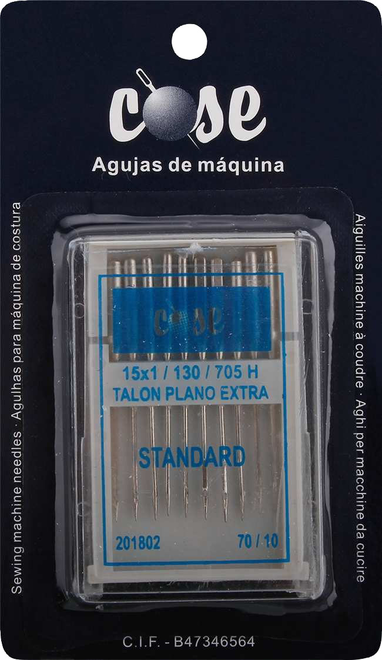 cose
Agujas de máquina
Sewing machine needles - Agulhas para máquina de costura
Aiguilles machine à coudre - Aghi per macchine da cucire
cose
15x1 / 130 / 705 H
TALON PLANO EXTRA
STANDARD
201802 70 / 10
C.I.F. - B47346564